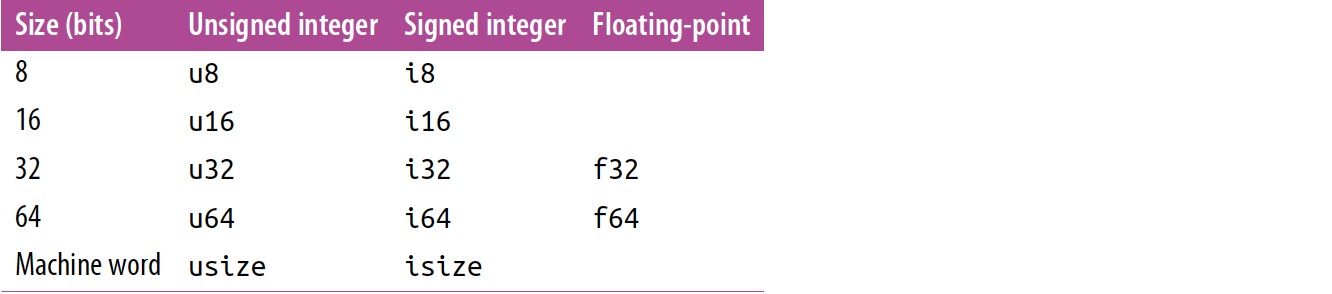 Size (bits) Unsigned integer Signed integer Floating-point
8 u8 i8
16 u16 i16
32 u32 i32 f32
64 u64 i64 f64
Machine word usize isize